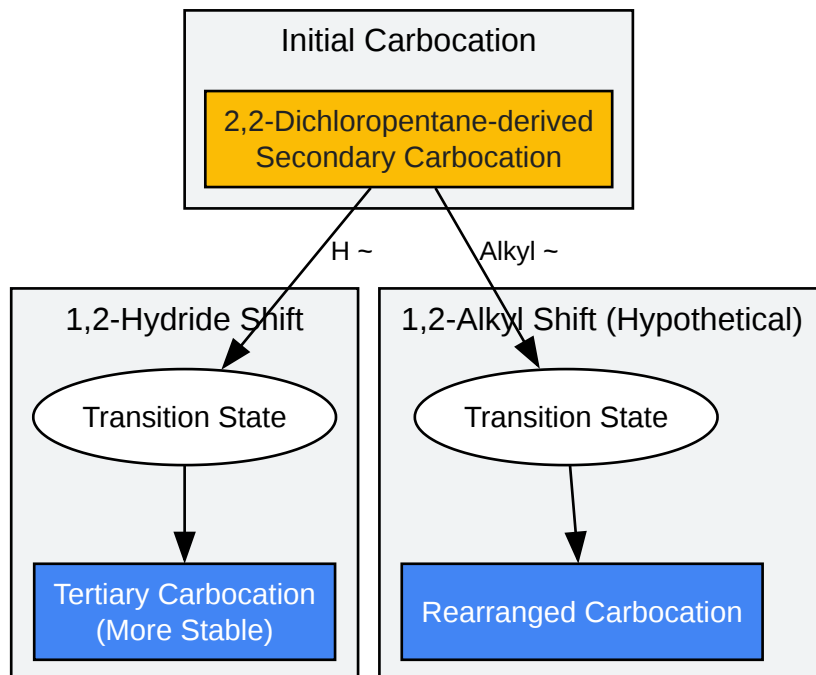 Initial Carbocation
2,2-Dichloropentane-derived
Secondary Carbocation
H ~
Alkyl ~
1,2-Hydride Shift
1,2-Alkyl Shift (Hypothetical)
Transition State
Transition State
Tertiary Carbocation
(More Stable)
Rearranged Carbocation